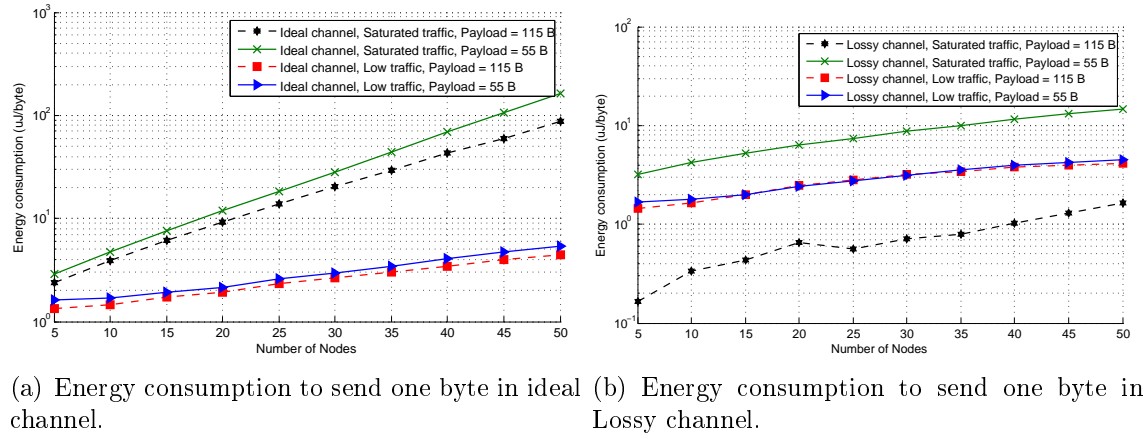 10^3
10^2
10^1
10^0
5 10 15 20 25 30 35 40 45 50
Number of Nodes
Energy consumption (uJ/byte)
Ideal channel, Saturated traffic, Payload = 115 B
Ideal channel, Saturated traffic, Payload = 55 B
Ideal channel, Low traffic, Payload = 115 B
Ideal channel, Low traffic, Payload = 55 B
10^2
10^1
10^0
10^-1
5 10 15 20 25 30 35 40 45 50
Number of Nodes
Energy consumption (uJ/byte)
Lossy channel, Saturated traffic, Payload = 115 B
Lossy channel, Saturated traffic, Payload = 55 B
Lossy channel, Low traffic, Payload = 115 B
Lossy channel, Low traffic, Payload = 55 B
(a) Energy consumption to send one byte in ideal
channel.
(b) Energy consumption to send one byte in
Lossy channel.